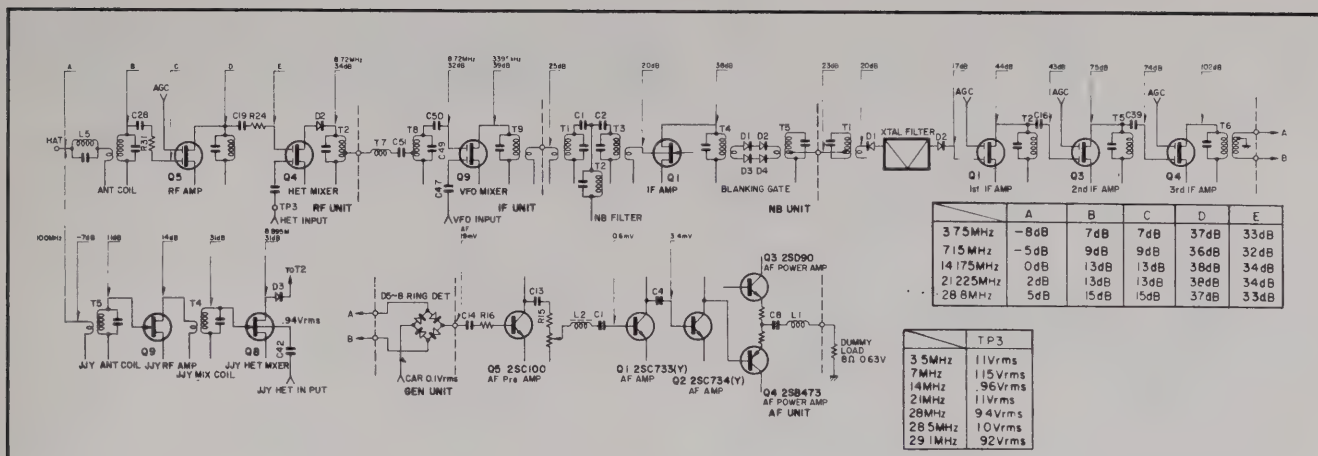 A B C D E 8.72MHz 34dB 8.72MHz 32dB 25dB 20dB 38dB 23dB 20dB 17dB 44dB 43dB 75dB 74dB 102dB
39dB
AGC AGC AGC AGC
C28 C19 R24 D2 C50 C1 C2 C16 C39
HAT L5 R31 T2 T8 C49 T9 T1 T3 T4 D1 D2 T5 T1 D1 XTAL FILTER D2 T2 T5 T6 A
T7 C51 D3 D4 B
Q5 Q4 Q9 C47 T2 Q1 Q1 Q3 Q4
ANT COIL RF AMP HET MIXER RF UNIT VFO MIXER IF UNIT IF AMP BLANKING GATE NB UNIT 1st IF AMP 2nd IF AMP 3rd IF AMP
TP3 NB FILTER
HET INPUT VFO INPUT
A B C D E
3.75MHz -8dB 7dB 7dB 37dB 33dB
7.15MHz -5dB 9dB 9dB 36dB 32dB
14.175MHz 0dB 13dB 13dB 38dB 34dB
21.225MHz 2dB 13dB 13dB 38dB 34dB
28.8MHz 5dB 15dB 15dB 37dB 33dB
100MHz -7dB 11dB 14dB 31dB 8.895M 31dB AF 19mV 0.6mV 3.4mV
TO T2
D3
T5 T4 .94Vrms
Q9 Q8 C42
JJY ANT COIL JJY RF AMP JJY HET MIXER
JJY MIX COIL
JJY HET INPUT
D5~8 RING DET
A
B
CAR 0.1Vrms
GEN UNIT
C14 R16 C13 R15 L2 C1 C4 C8 L1
Q3 2SD90
AF POWER AMP
DUMMY LOAD
8Ω 0.63V
Q5 2SC100 Q1 2SC733(Y)
AF Pre AMP AF AMP
Q2 2SC734(Y)
AF AMP
Q4 2SB473
AF POWER AMP
AF UNIT
TP3
3.5MHz 1.1Vrms
7MHz 1.15Vrms
14MHz .96Vrms
21MHz 1.1Vrms
28MHz .94Vrms
28.5MHz 1.0Vrms
29.1MHz .92Vrms